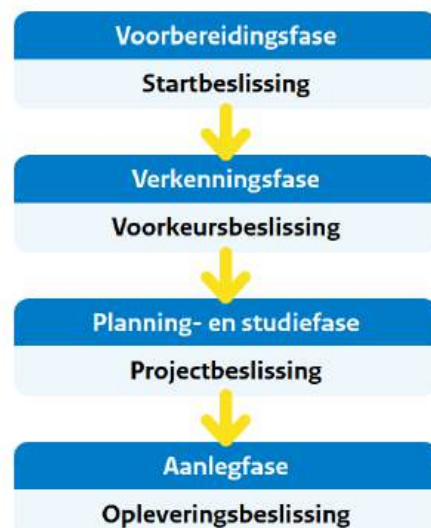 Voorbereidingsfase
Startbeslissing
Verkenningsfase
Voorkeursbeslissing
Planning- en studiefase
Projectbeslissing
Aanlegfase
Opleveringsbeslissing